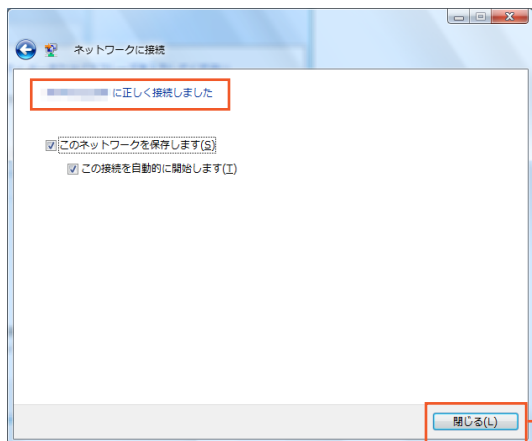 ネットワークに接続
に正しく接続しました
このネットワークを保存します(S)
この接続を自動的に開始します(T)
閉じる(L)